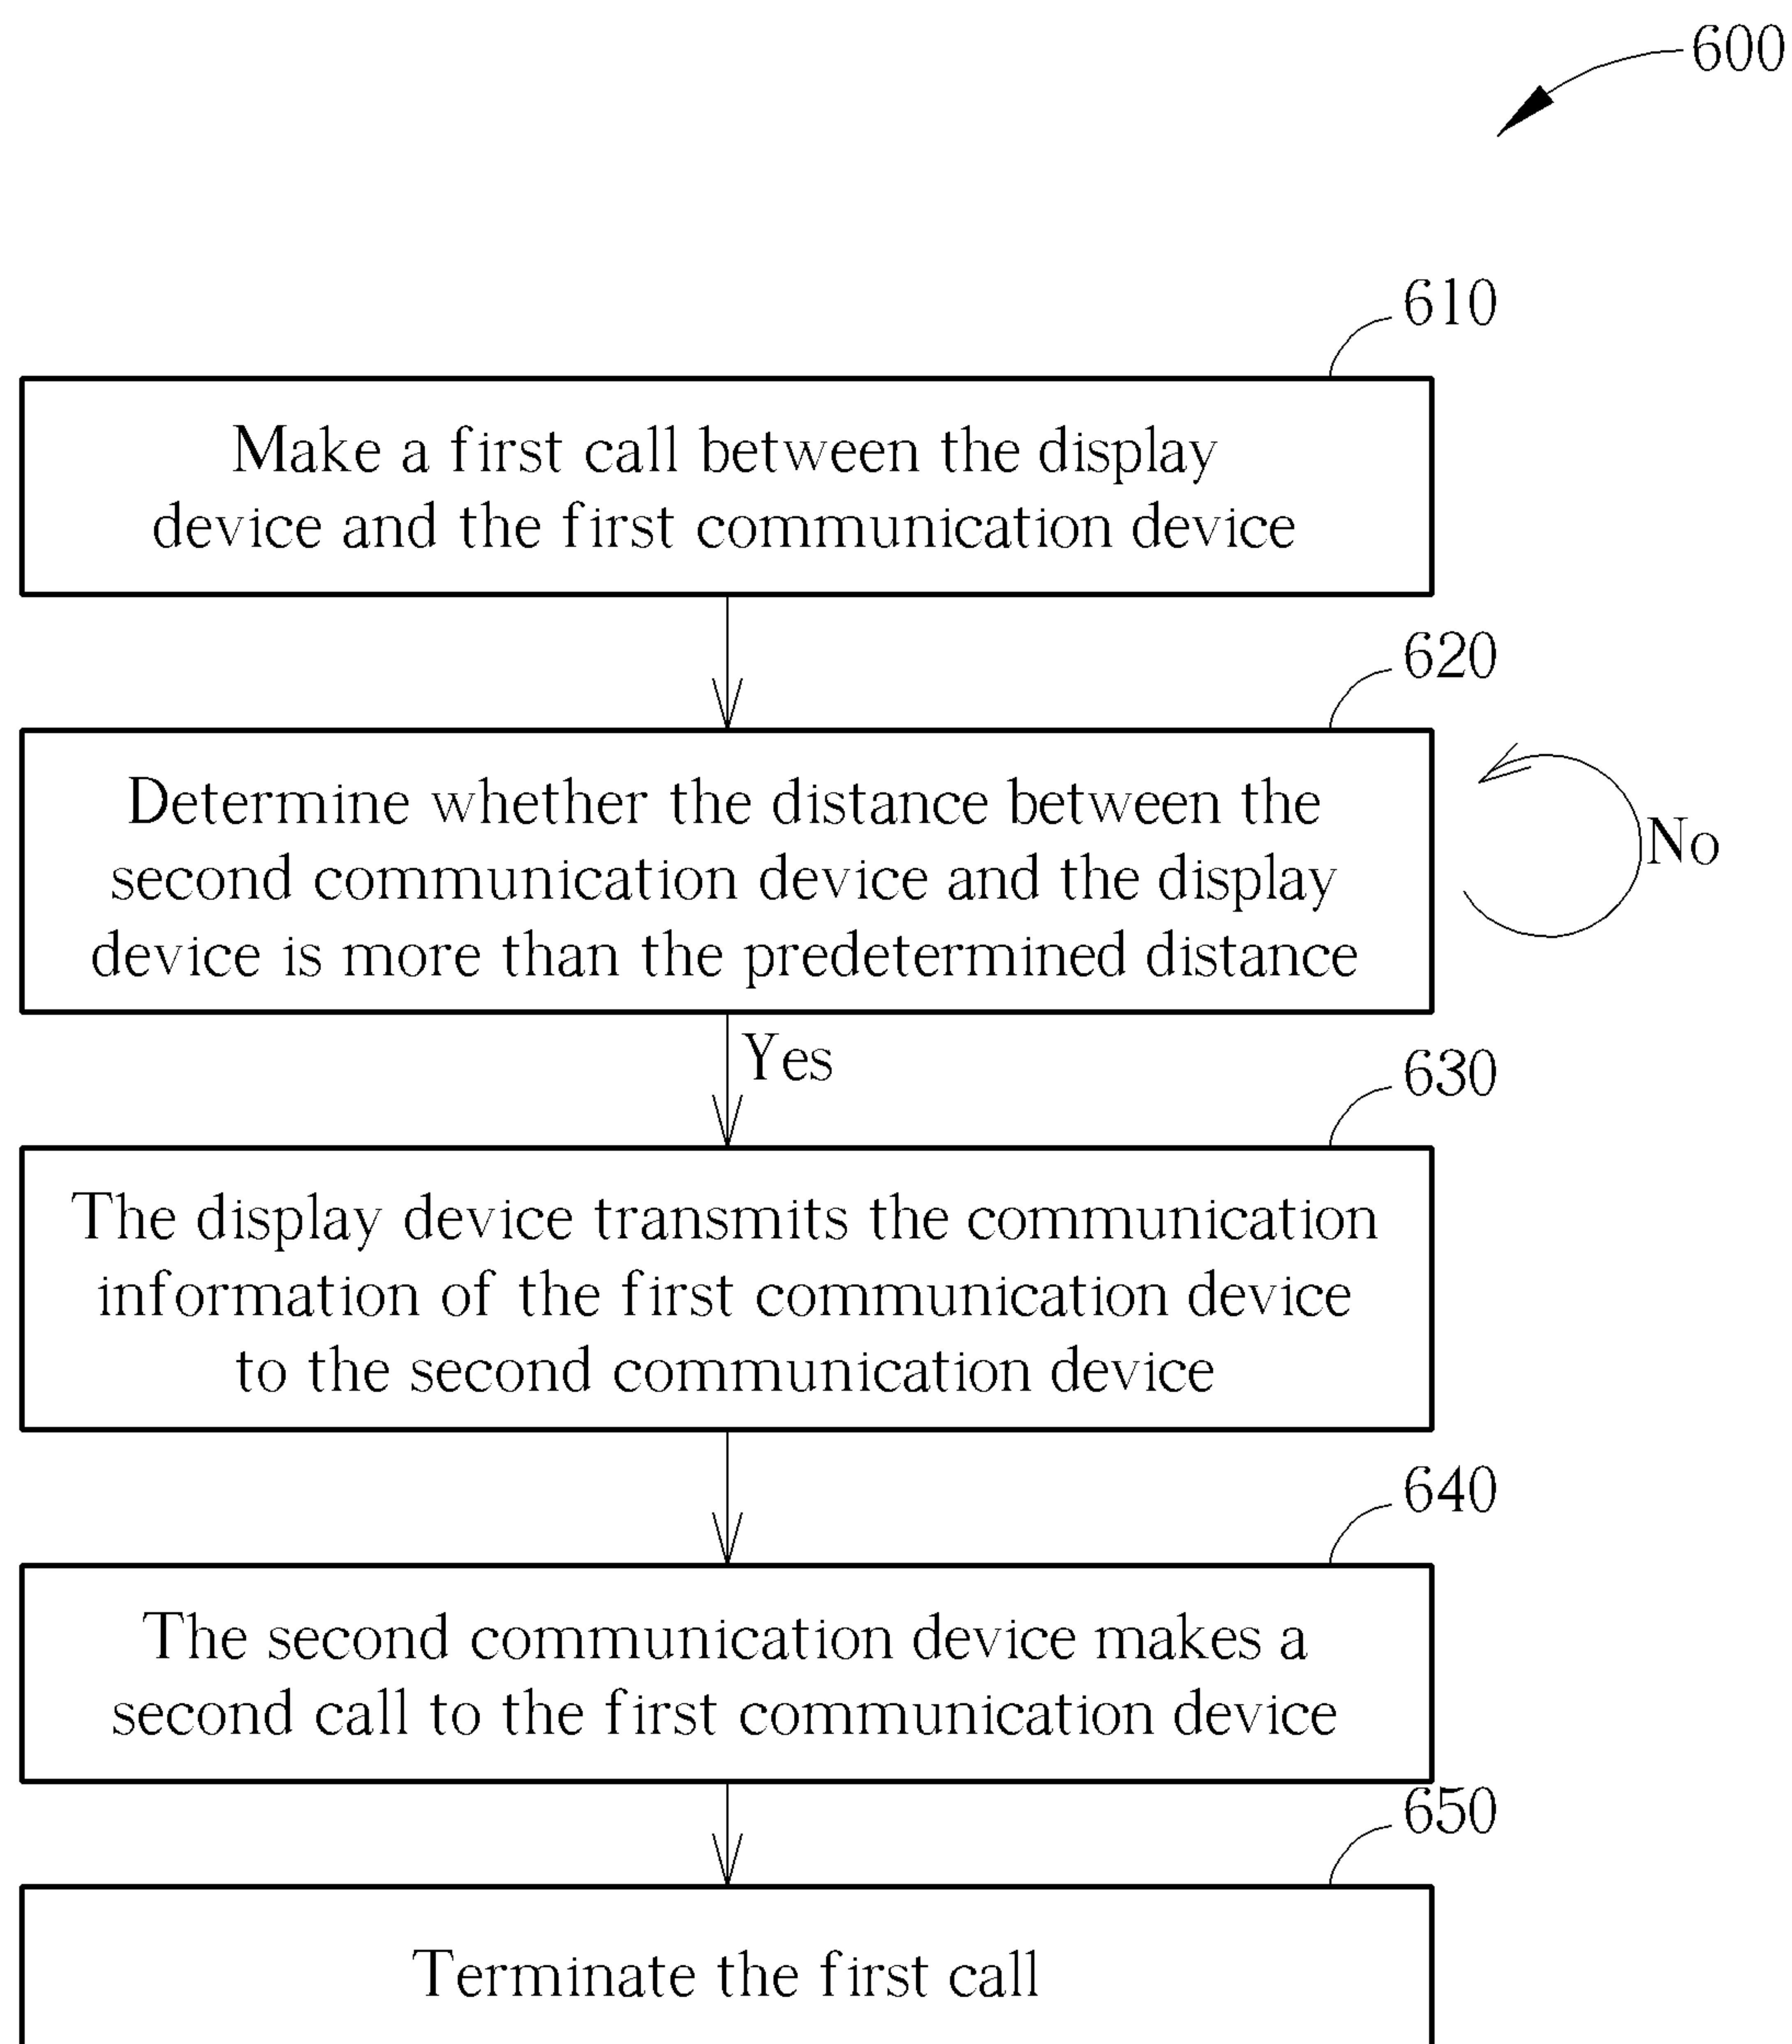 600
610
Make a first call between the display
device and the first communication device
620
Determine whether the distance between the
second communication device and the display
device is more than the predetermined distance
No
Yes
630
The display device transmits the communication
information of the first communication device
to the second communication device
640
The second communication device makes a
second call to the first communication device
650
Terminate the first call